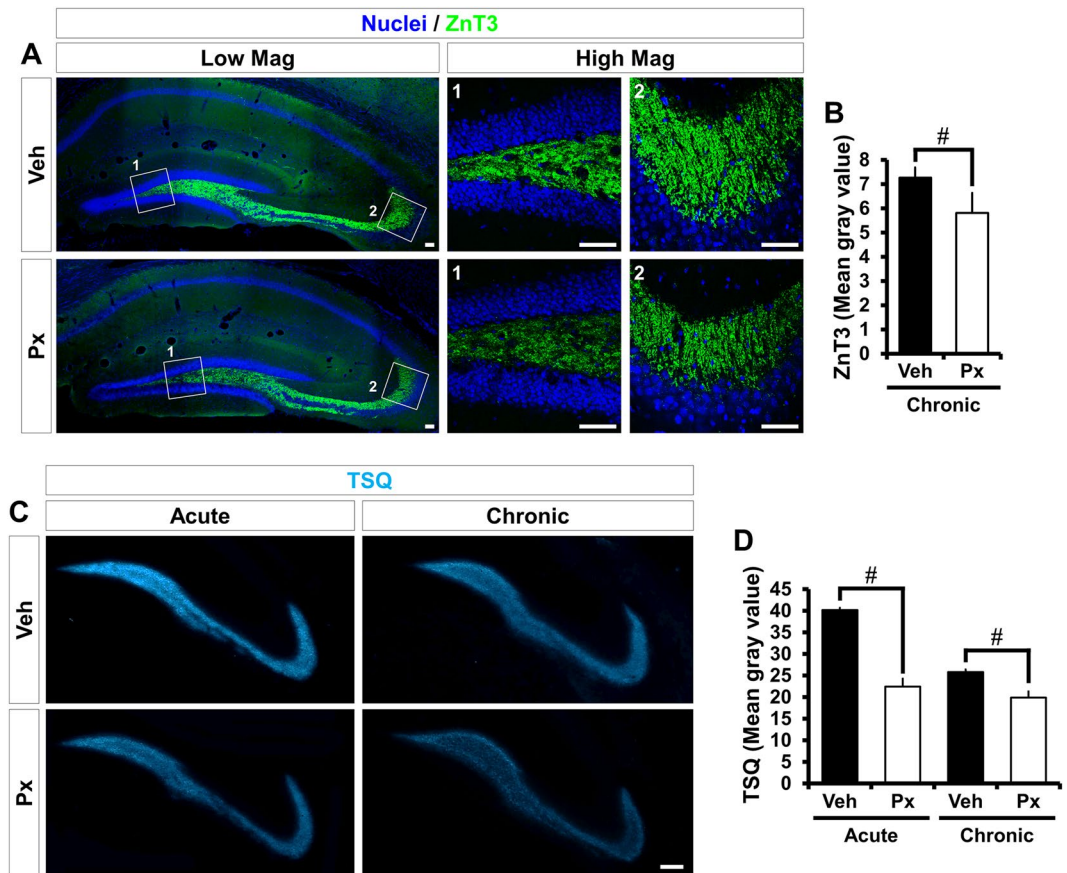 Nuclei / ZnT3
A
Low Mag
High Mag
Veh
1
2
1
2
Px
1
2
1
2
B
#
ZnT3 (Mean gray value)
8
7
6
5
4
3
2
1
0
Veh Px
Chronic
TSQ
C
Acute
Chronic
Veh
Px
D
#
#
TSQ (Mean gray value)
45
40
35
30
25
20
15
10
5
0
Veh Px Veh Px
Acute Chronic